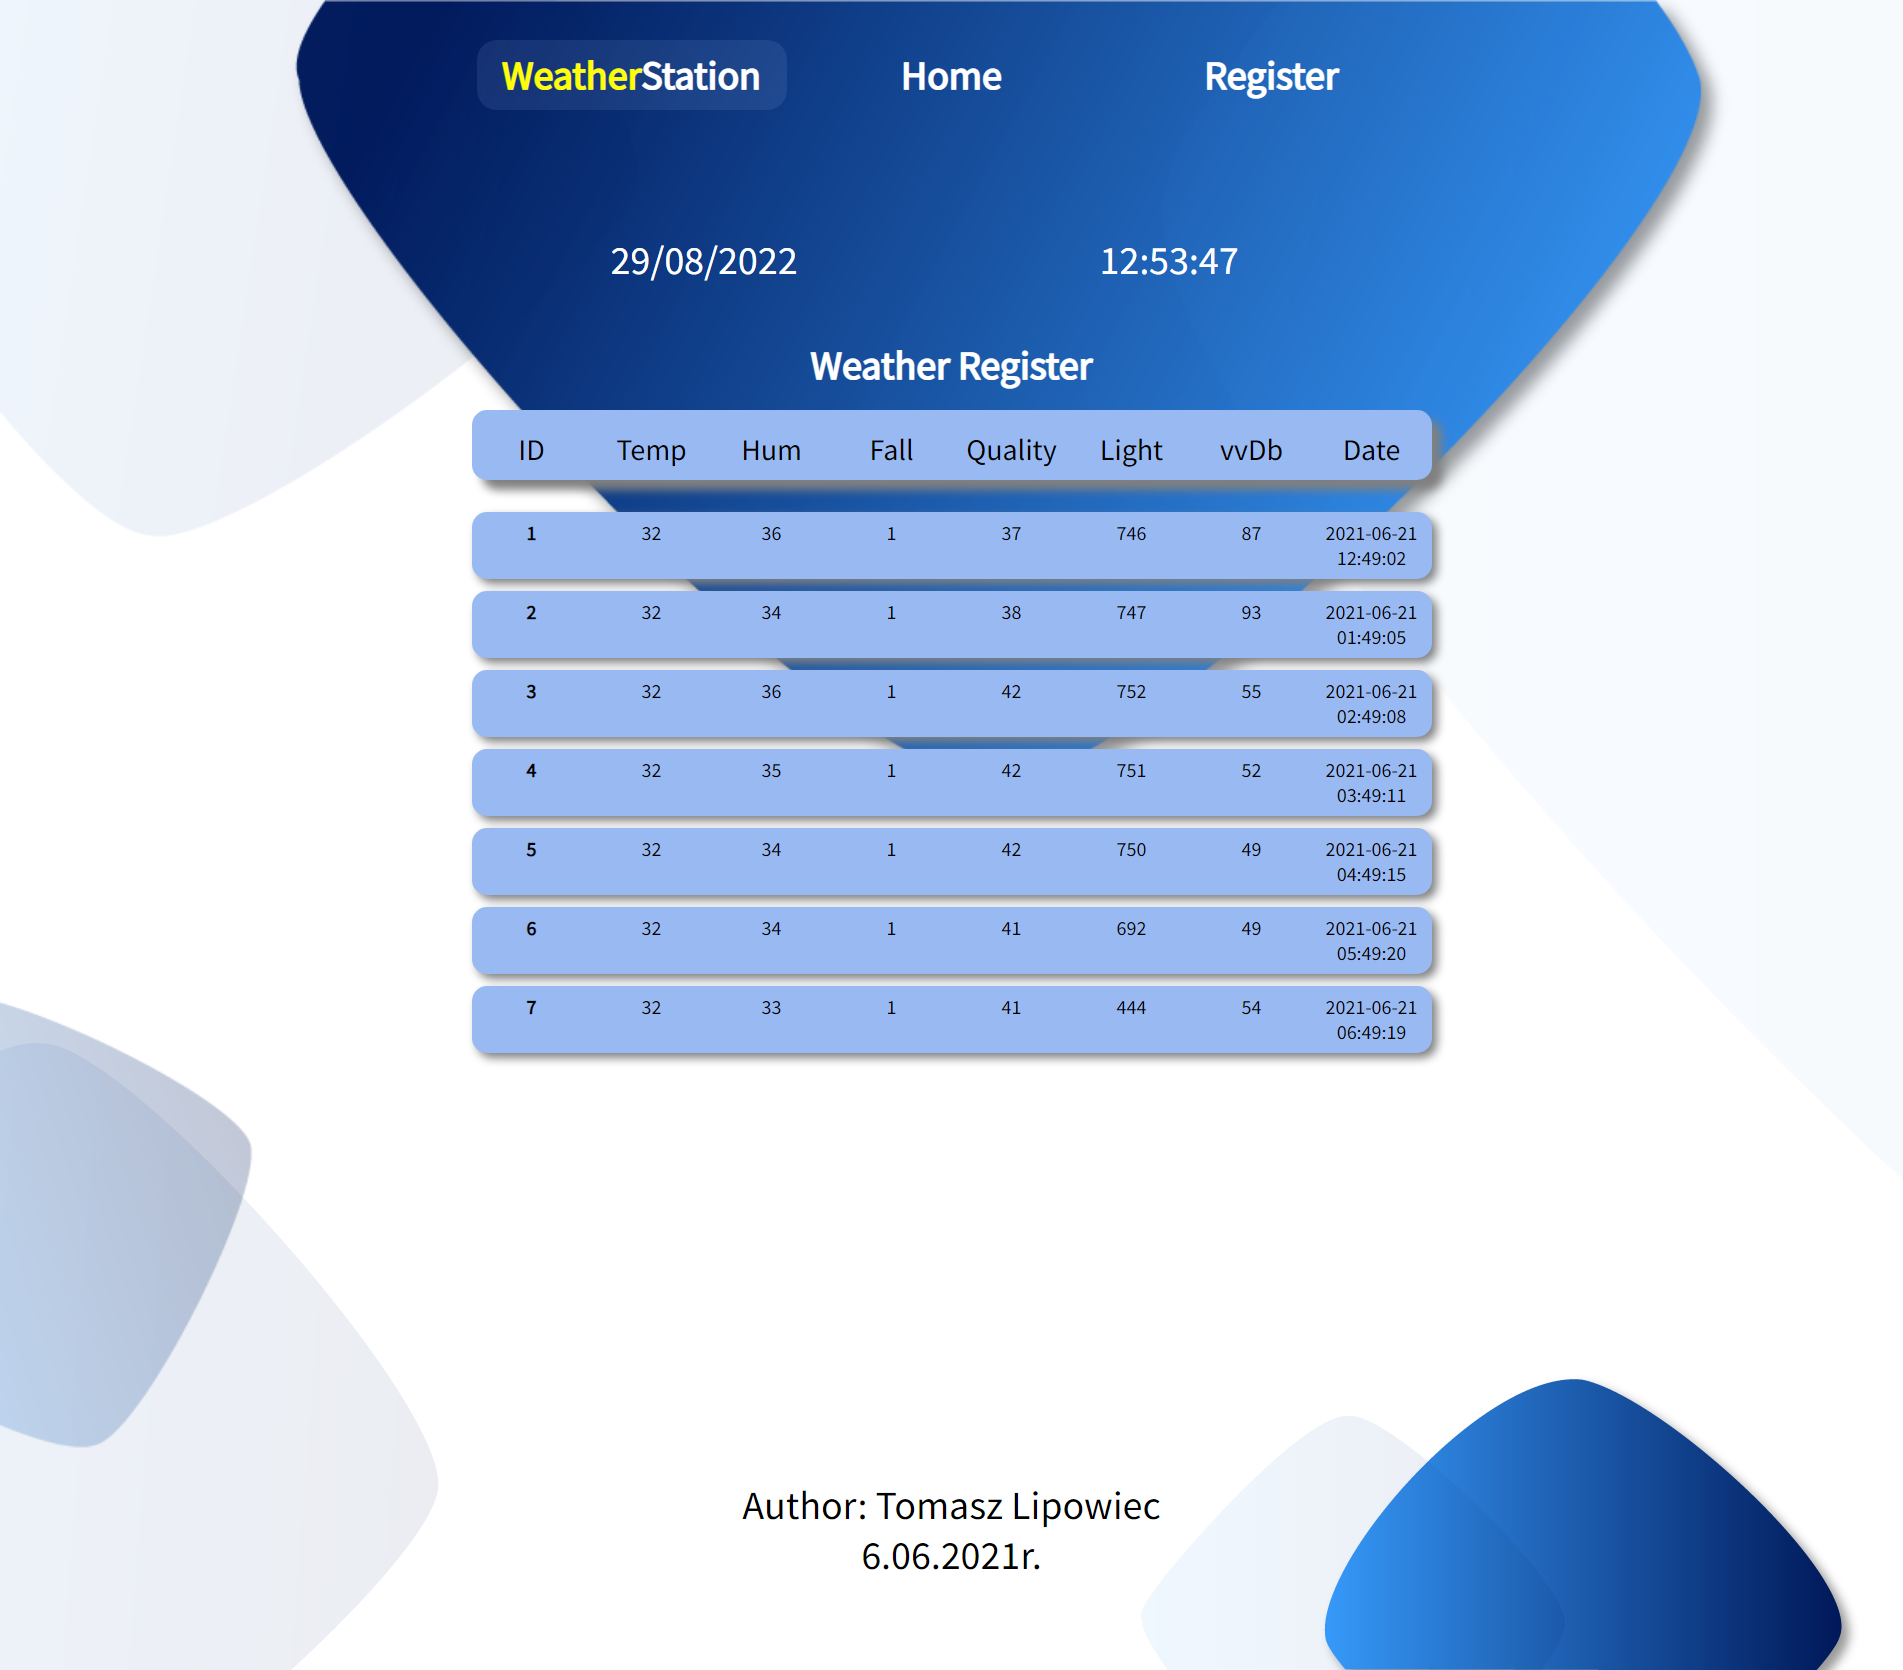 WeatherStation Home Register
29/08/2022 12:53:47
Weather Register
ID Temp Hum Fall Quality Light vvDb Date
1 32 36 1 37 746 87 2021-06-21
12:49:02
2 32 34 1 38 747 93 2021-06-21
01:49:05
3 32 36 1 42 752 55 2021-06-21
02:49:08
4 32 35 1 42 751 52 2021-06-21
03:49:11
5 32 34 1 42 750 49 2021-06-21
04:49:15
6 32 34 1 41 692 49 2021-06-21
05:49:20
7 32 33 1 41 444 54 2021-06-21
06:49:19
Author: Tomasz Lipowiec
6.06.2021r.